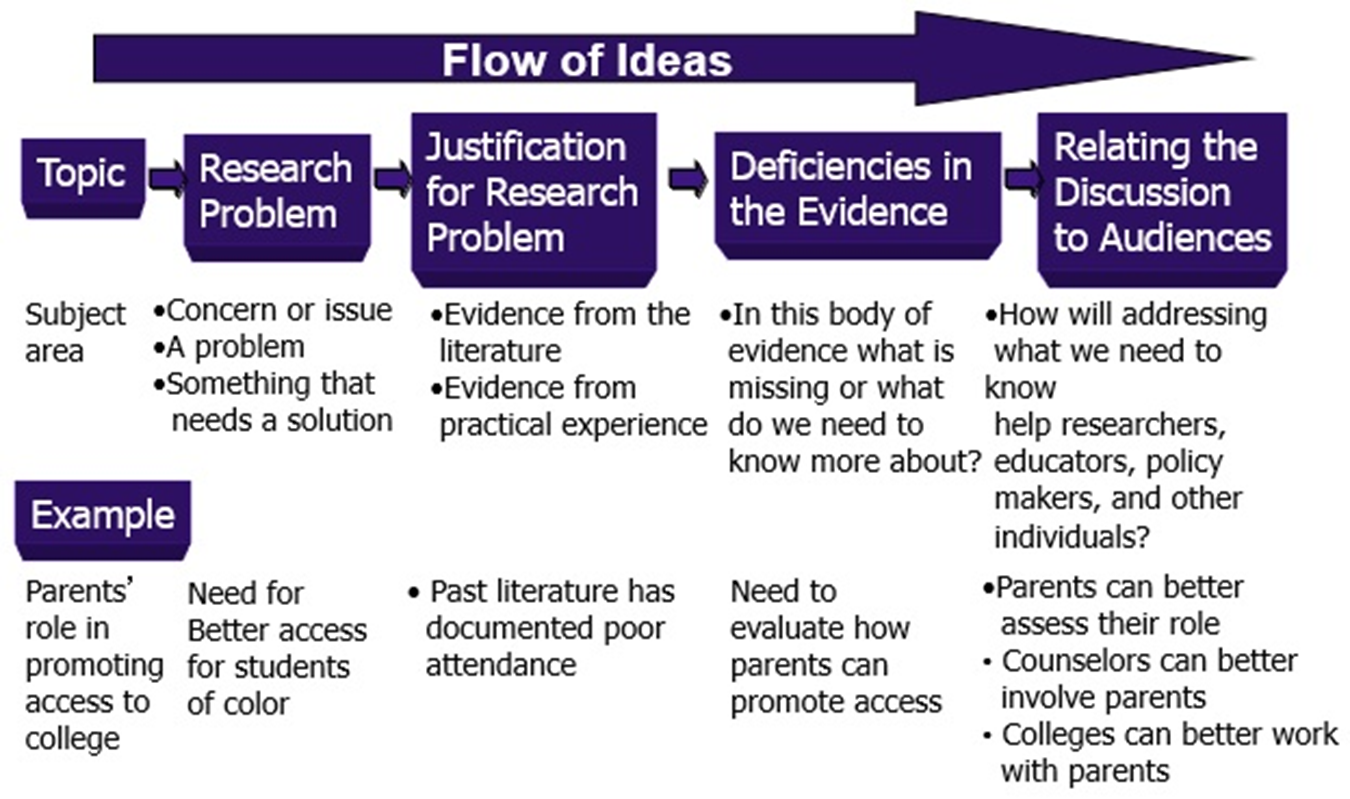 Flow of Ideas
Topic
Research
Problem
Justification
for Research
Problem
Deficiencies in
the Evidence
Relating the
Discussion
to Audiences
Subject
area
•Concern or issue
•A problem
•Something that
needs a solution
•Evidence from the
literature
•Evidence from
practical experience
•In this body of
evidence what is
missing or what
do we need to
know more about?
•How will addressing
what we need to
know
help researchers,
educators, policy
makers, and other
individuals?
Example
Parents’
role in
promoting
access to
college
Need for
Better access
for students
of color
• Past literature has
documented poor
attendance
Need to
evaluate how
parents can
promote access
•Parents can better
assess their role
• Counselors can better
involve parents
• Colleges can better work
with parents